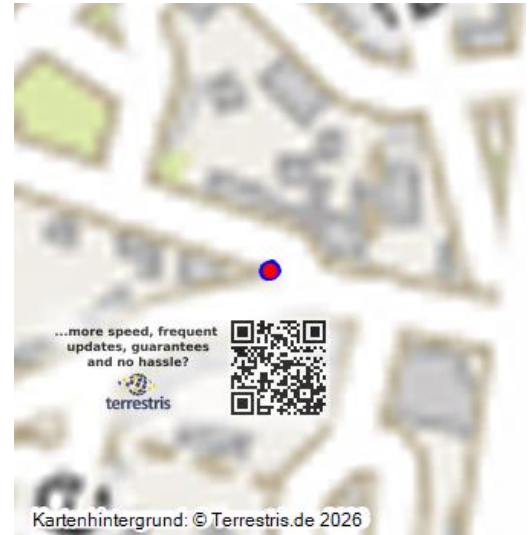 ...more speed, frequent
updates, guarantees
and no hassle?
terrestris
Kartenhintergrund: © Terrestris.de 2026